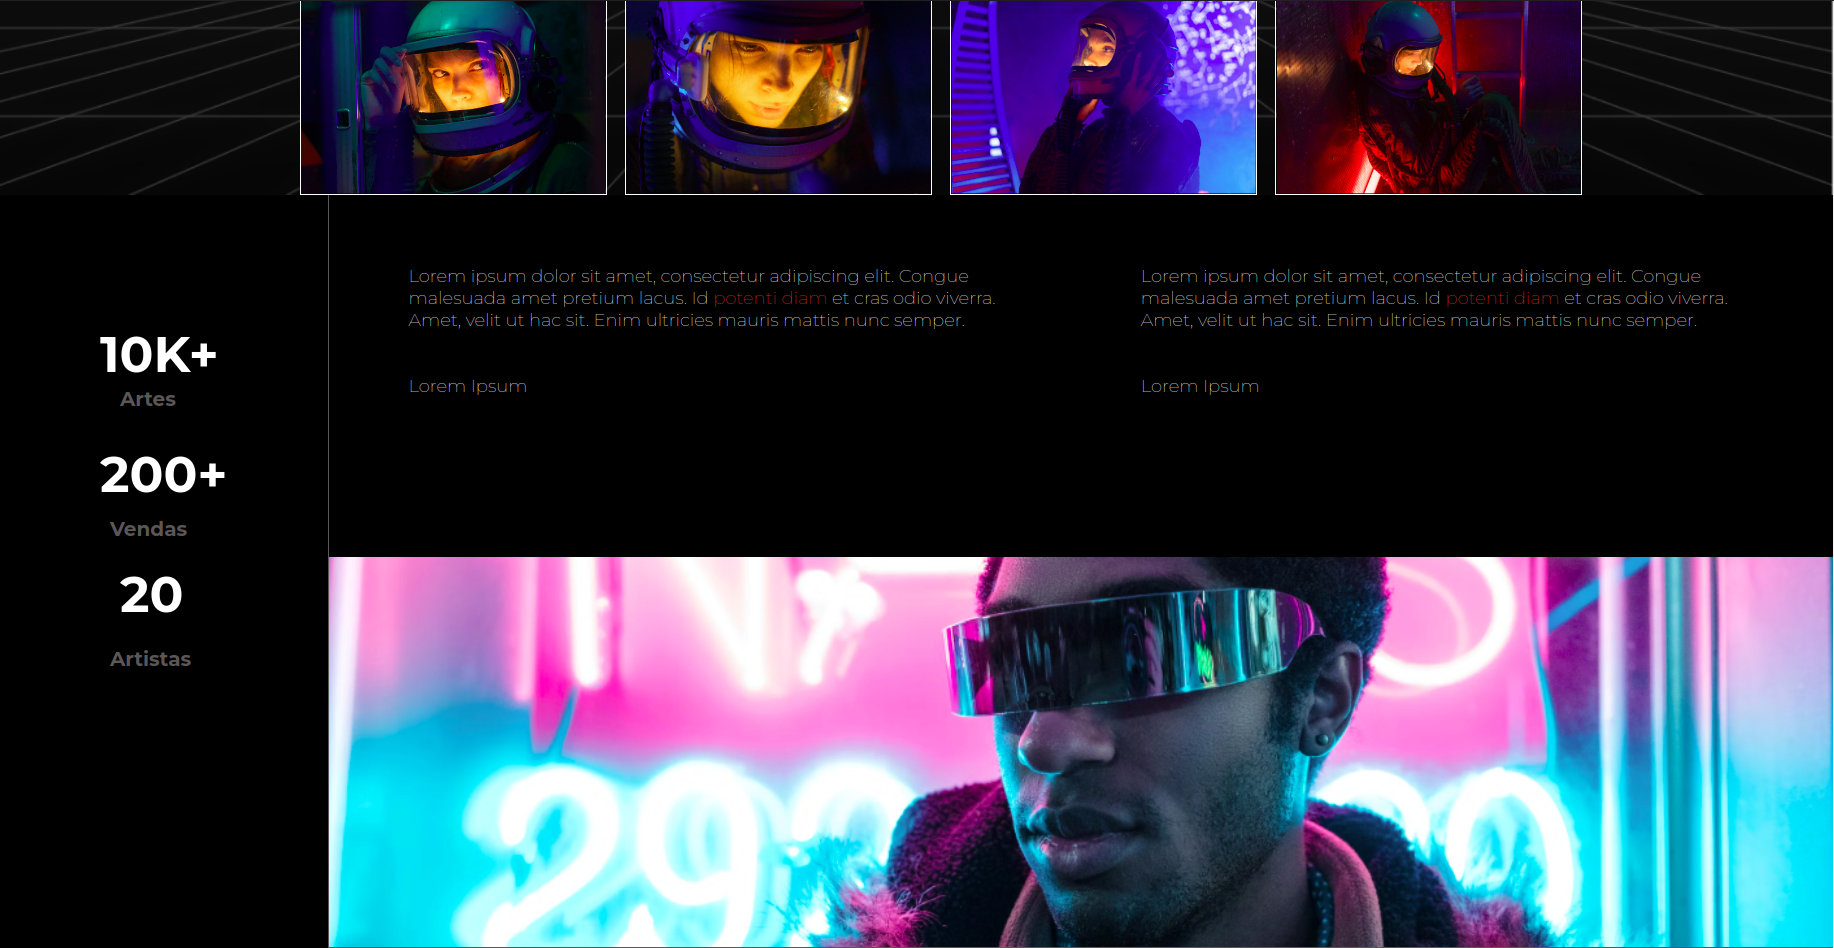 10K+
Artes
200+
Vendas
20
Artistas
Lorem ipsum dolor sit amet, consectetur adipiscing elit. Congue
malesuada amet pretium lacus. Id potenti diam et cras odio viverra.
Amet, velit ut hac sit. Enim ultricies mauris mattis nunc semper.
Lorem Ipsum
Lorem ipsum dolor sit amet, consectetur adipiscing elit. Congue
malesuada amet pretium lacus. Id potenti diam et cras odio viverra.
Amet, velit ut hac sit. Enim ultricies mauris mattis nunc semper.
Lorem Ipsum
29